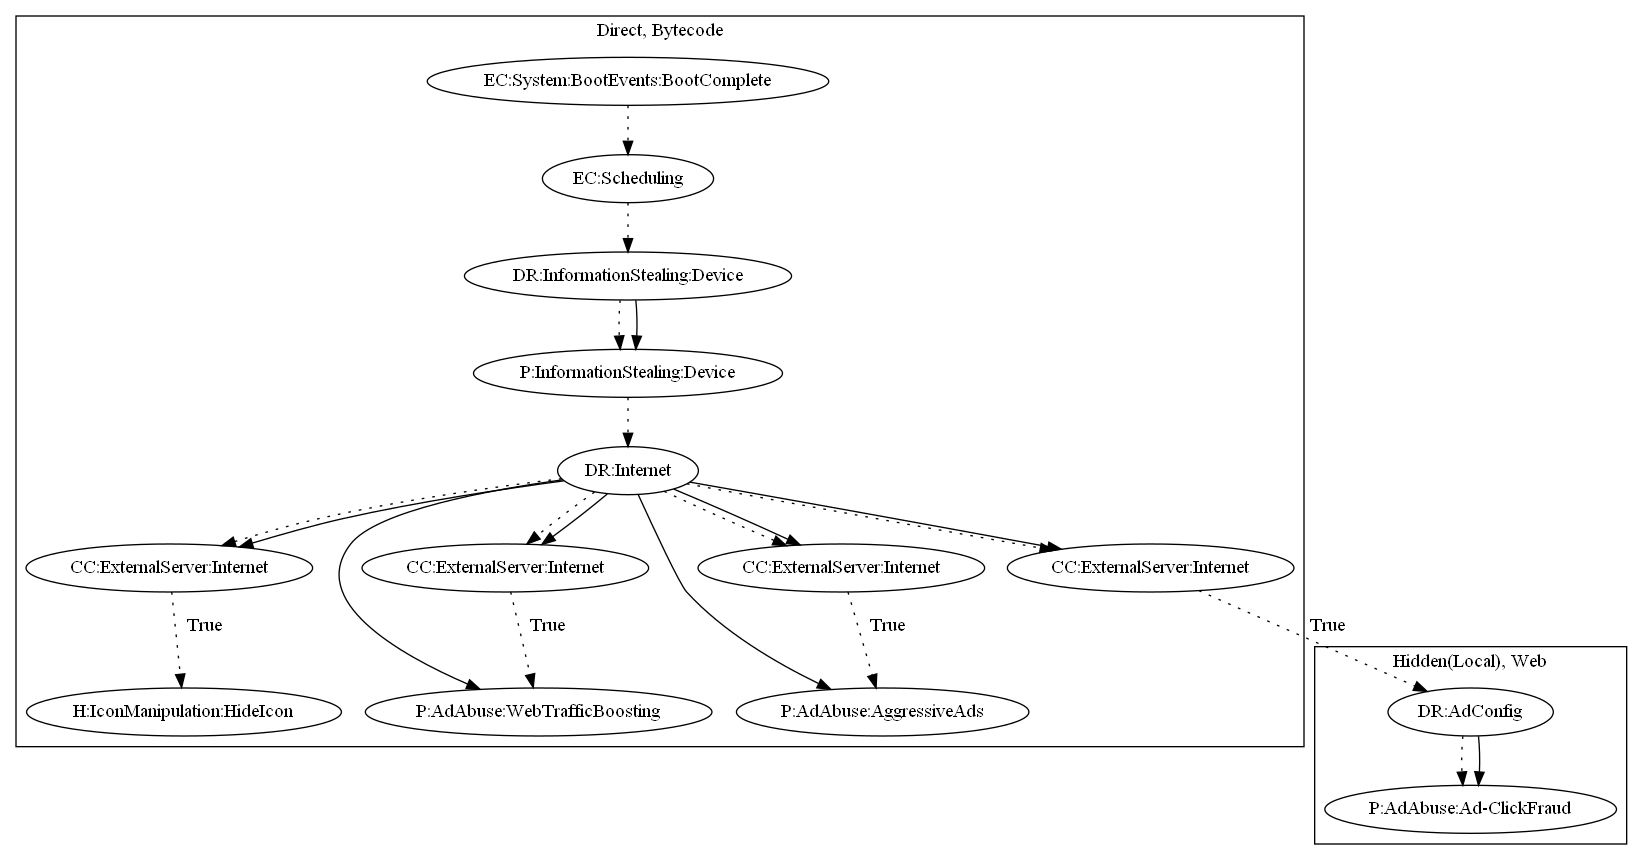 Direct, Bytecode
EC:System:BootEvents:BootComplete
EC:Scheduling
DR:InformationStealing:Device
P:InformationStealing:Device
DR:Internet
CC:ExternalServer:Internet
CC:ExternalServer:Internet
CC:ExternalServer:Internet
CC:ExternalServer:Internet
True
True
True
True
Hidden(Local), Web
H:IconManipulation:HideIcon
P:AdAbuse:WebTrafficBoosting
P:AdAbuse:AggressiveAds
DR:AdConfig
P:AdAbuse:Ad-ClickFraud